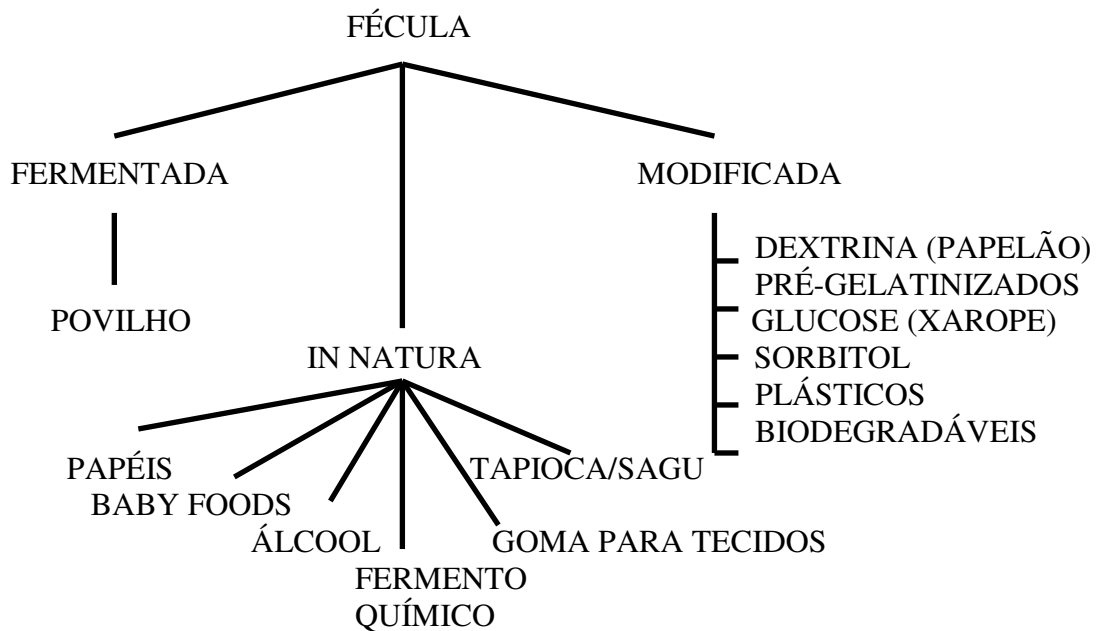 FÉCULA
FERMENTADA
MODIFICADA
POVILHO
DEXTRINA (PAPELÃO)
PRÉ-GELATINIZADOS
GLUCOSE (XAROPE)
SORBITOL
PLÁSTICOS
BIODEGRADÁVEIS
IN NATURA
PAPÉIS
BABY FOODS
ÁLCOOL
FERMENTO
QUÍMICO
GOMA PARA TECIDOS
TAPIOCA/SAGU